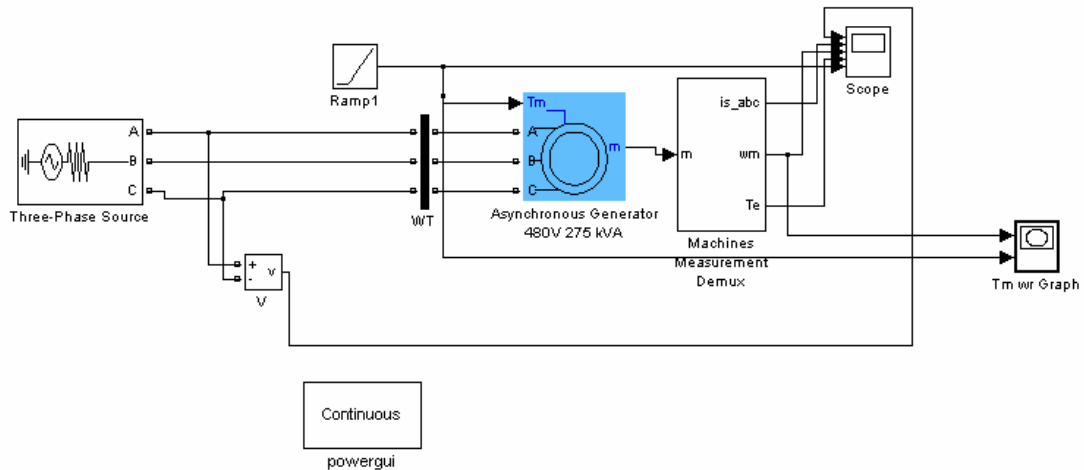 Ramp1
Scope
A
B
C
Three-Phase Source
WT
Tm
A
B
C
m
Asynchronous Generator
480V 275 kVA
m
is_abc
wm
Te
Machines
Measurement
Demux
Tm wr Graph
+
-
v
V
Continuous
powergui